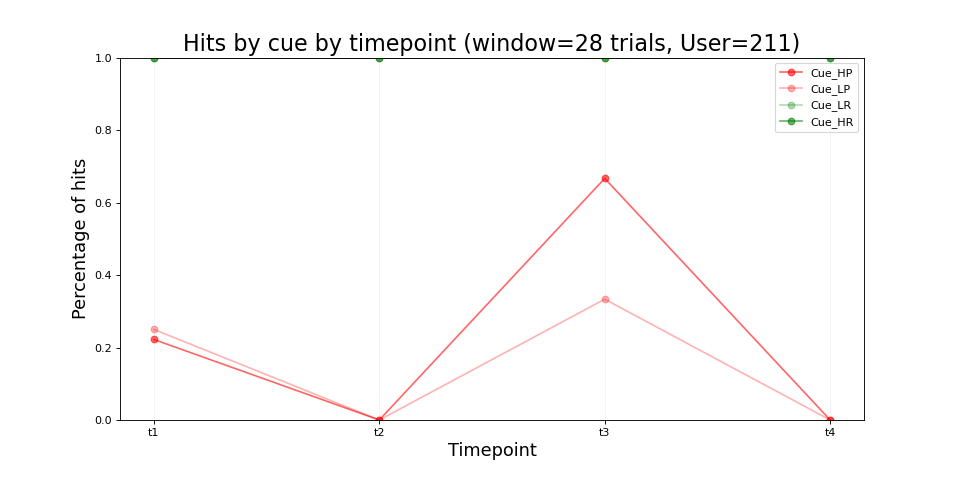 Hits by cue by timepoint (window=28 trials, User=211)
Percentage of hits
1.0
0.8
0.6
0.4
0.2
0.0
Cue_HP
Cue_LP
Cue_LR
Cue_HR
t1
t2
t3
t4
Timepoint